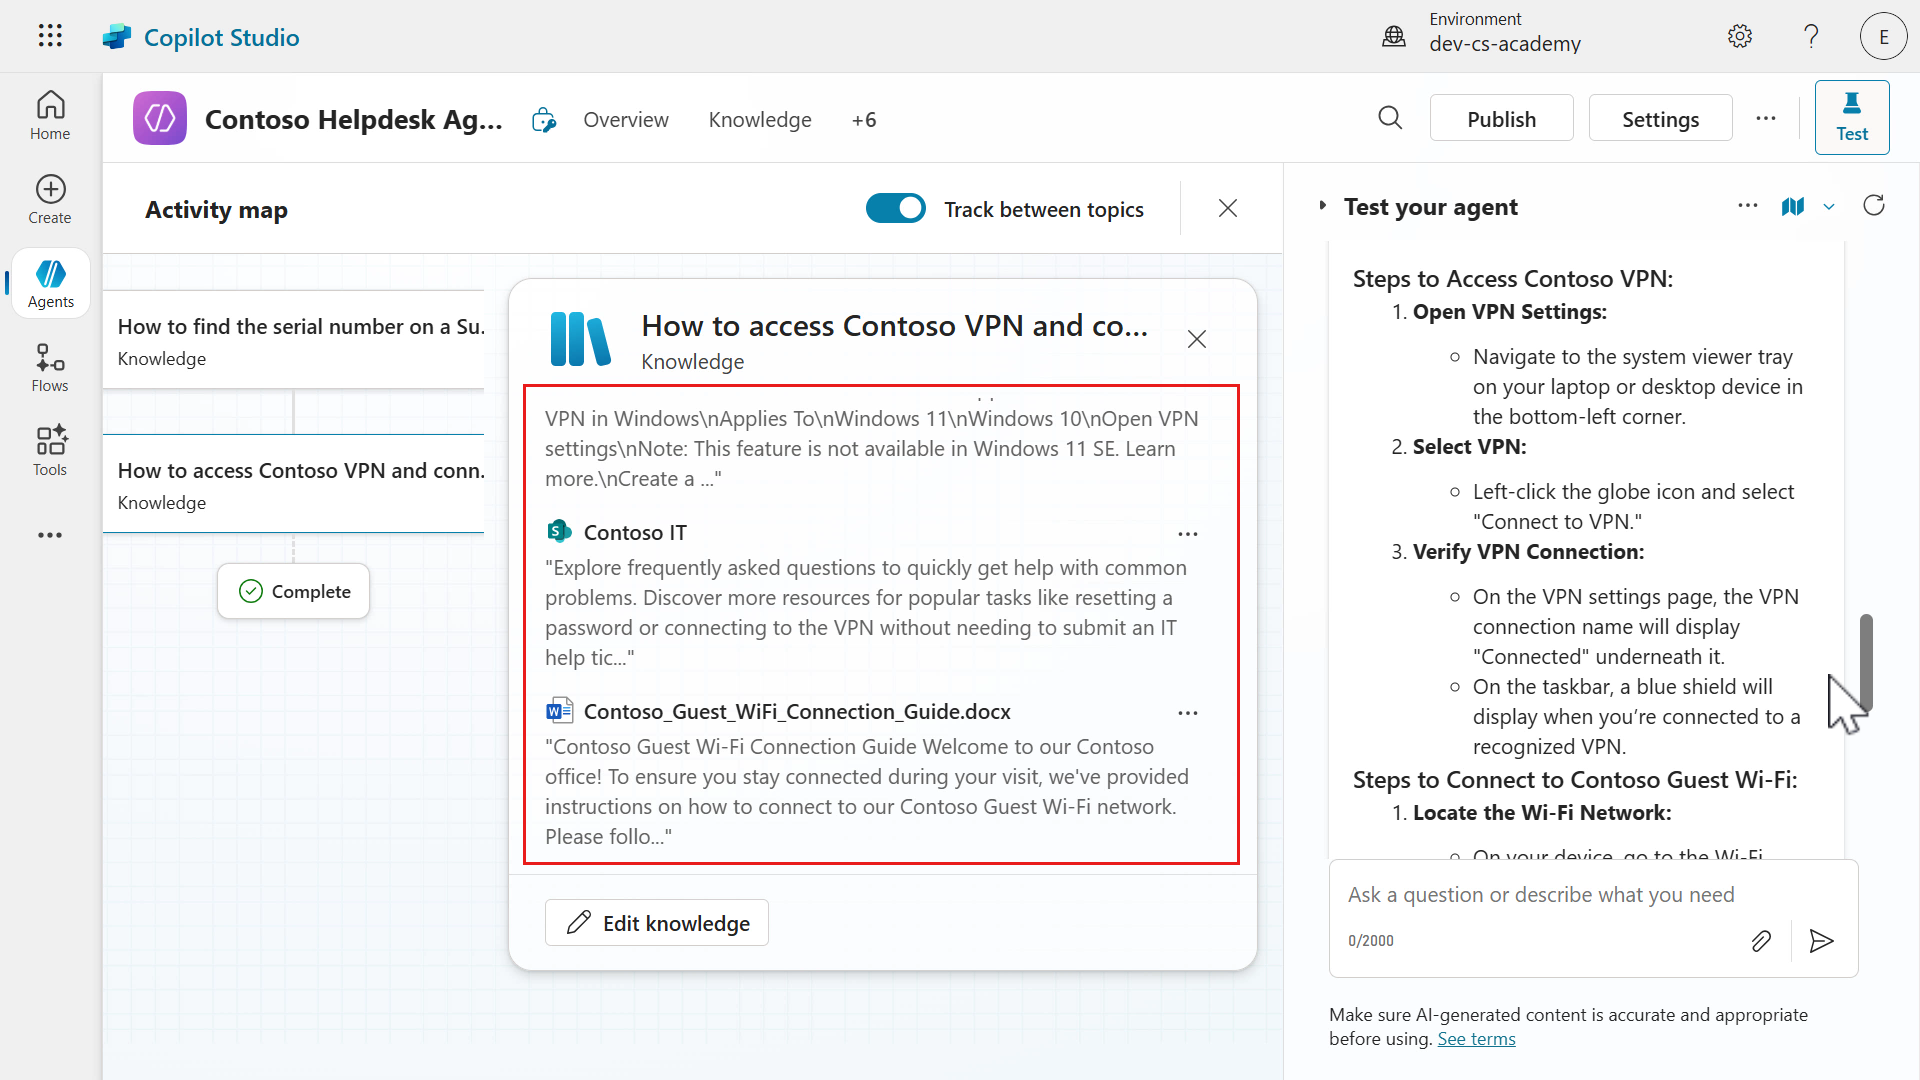 Copilot Studio
Environment
dev-cs-academy
E
Home
Create
Agents
Flows
Tools
Contoso Helpdesk Ag...
Overview
Knowledge
+6
Publish
Settings
Test
Activity map
Track between topics
How to find the serial number on a Su.
Knowledge
How to access Contoso VPN and conn.
Knowledge
Complete
How to access Contoso VPN and co...
Knowledge
VPN in Windows\nApplies To\nWindows 11\nWindows 10\nOpen VPN
settings\nNote: This feature is not available in Windows 11 SE. Learn
more.\nCreate a ..."
Contoso IT
"Explore frequently asked questions to quickly get help with common
problems. Discover more resources for popular tasks like resetting a
password or connecting to the VPN without needing to submit an IT
help tic..."
Contoso_Guest_WiFi_Connection_Guide.docx
"Contoso Guest Wi-Fi Connection Guide Welcome to our Contoso
office! To ensure you stay connected during your visit, we've provided
instructions on how to connect to our Contoso Guest Wi-Fi network.
Please follo..."
Edit knowledge
Test your agent
Steps to Access Contoso VPN:
1. Open VPN Settings:
Navigate to the system viewer tray
on your laptop or desktop device in
the bottom-left corner.
2. Select VPN:
Left-click the globe icon and select
"Connect to VPN."
3. Verify VPN Connection:
On the VPN settings page, the VPN
connection name will display
"Connected" underneath it.
On the taskbar, a blue shield will
display when you’re connected to a
recognized VPN.
Steps to Connect to Contoso Guest Wi-Fi:
1. Locate the Wi-Fi Network:
On your device, go to the Wi-Fi
Ask a question or describe what you need
0/2000
Make sure AI-generated content is accurate and appropriate
before using. See terms